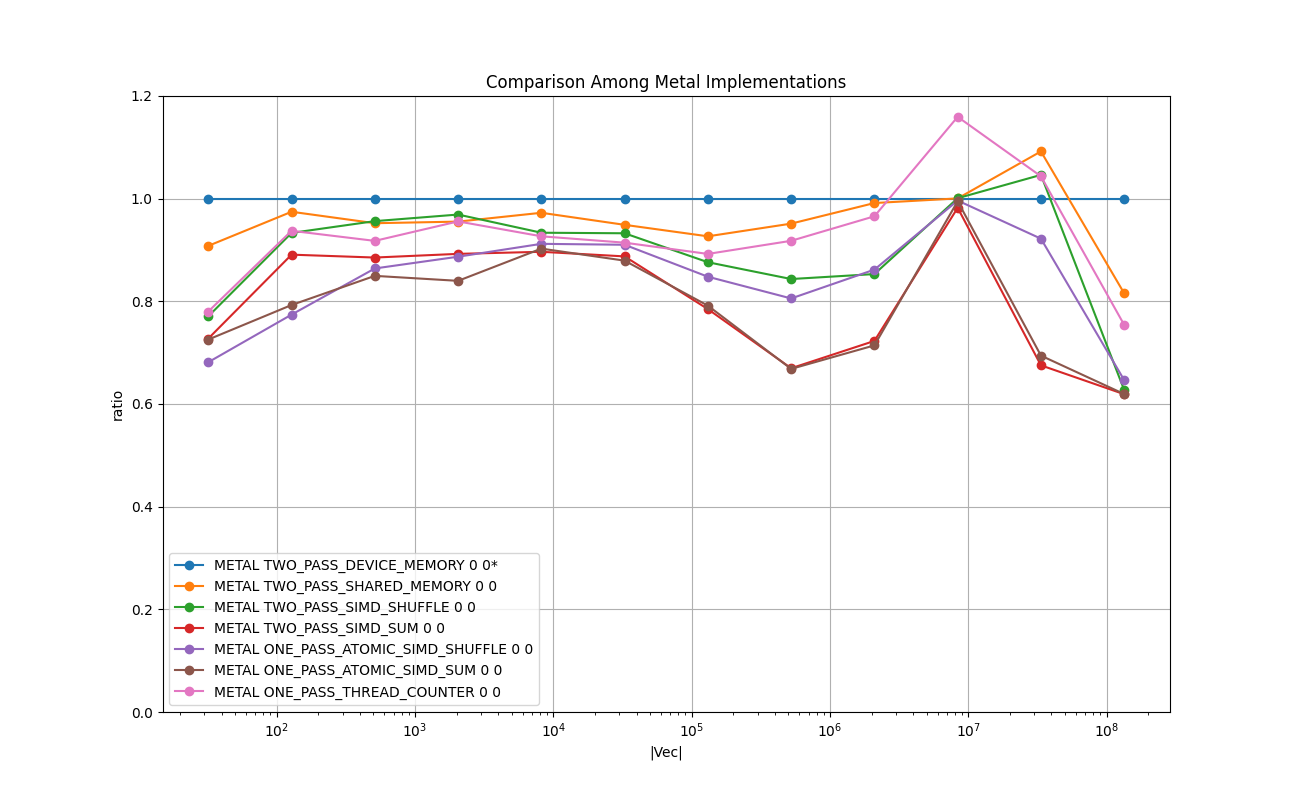 Comparison Among Metal Implementations
1.2
1.0
0.8
0.6
0.4
0.2
0.0
ratio
METAL TWO_PASS_DEVICE_MEMORY 0 0*
METAL TWO_PASS_SHARED_MEMORY 0 0
METAL TWO_PASS_SIMD_SHUFFLE 0 0
METAL TWO_PASS_SIMD_SUM 0 0
METAL ONE_PASS_ATOMIC_SIMD_SHUFFLE 0 0
METAL ONE_PASS_ATOMIC_SIMD_SUM 0 0
METAL ONE_PASS_THREAD_COUNTER 0 0
10² 10³ 10⁴ 10⁵ 10⁶ 10⁷ 10⁸
|Vec|